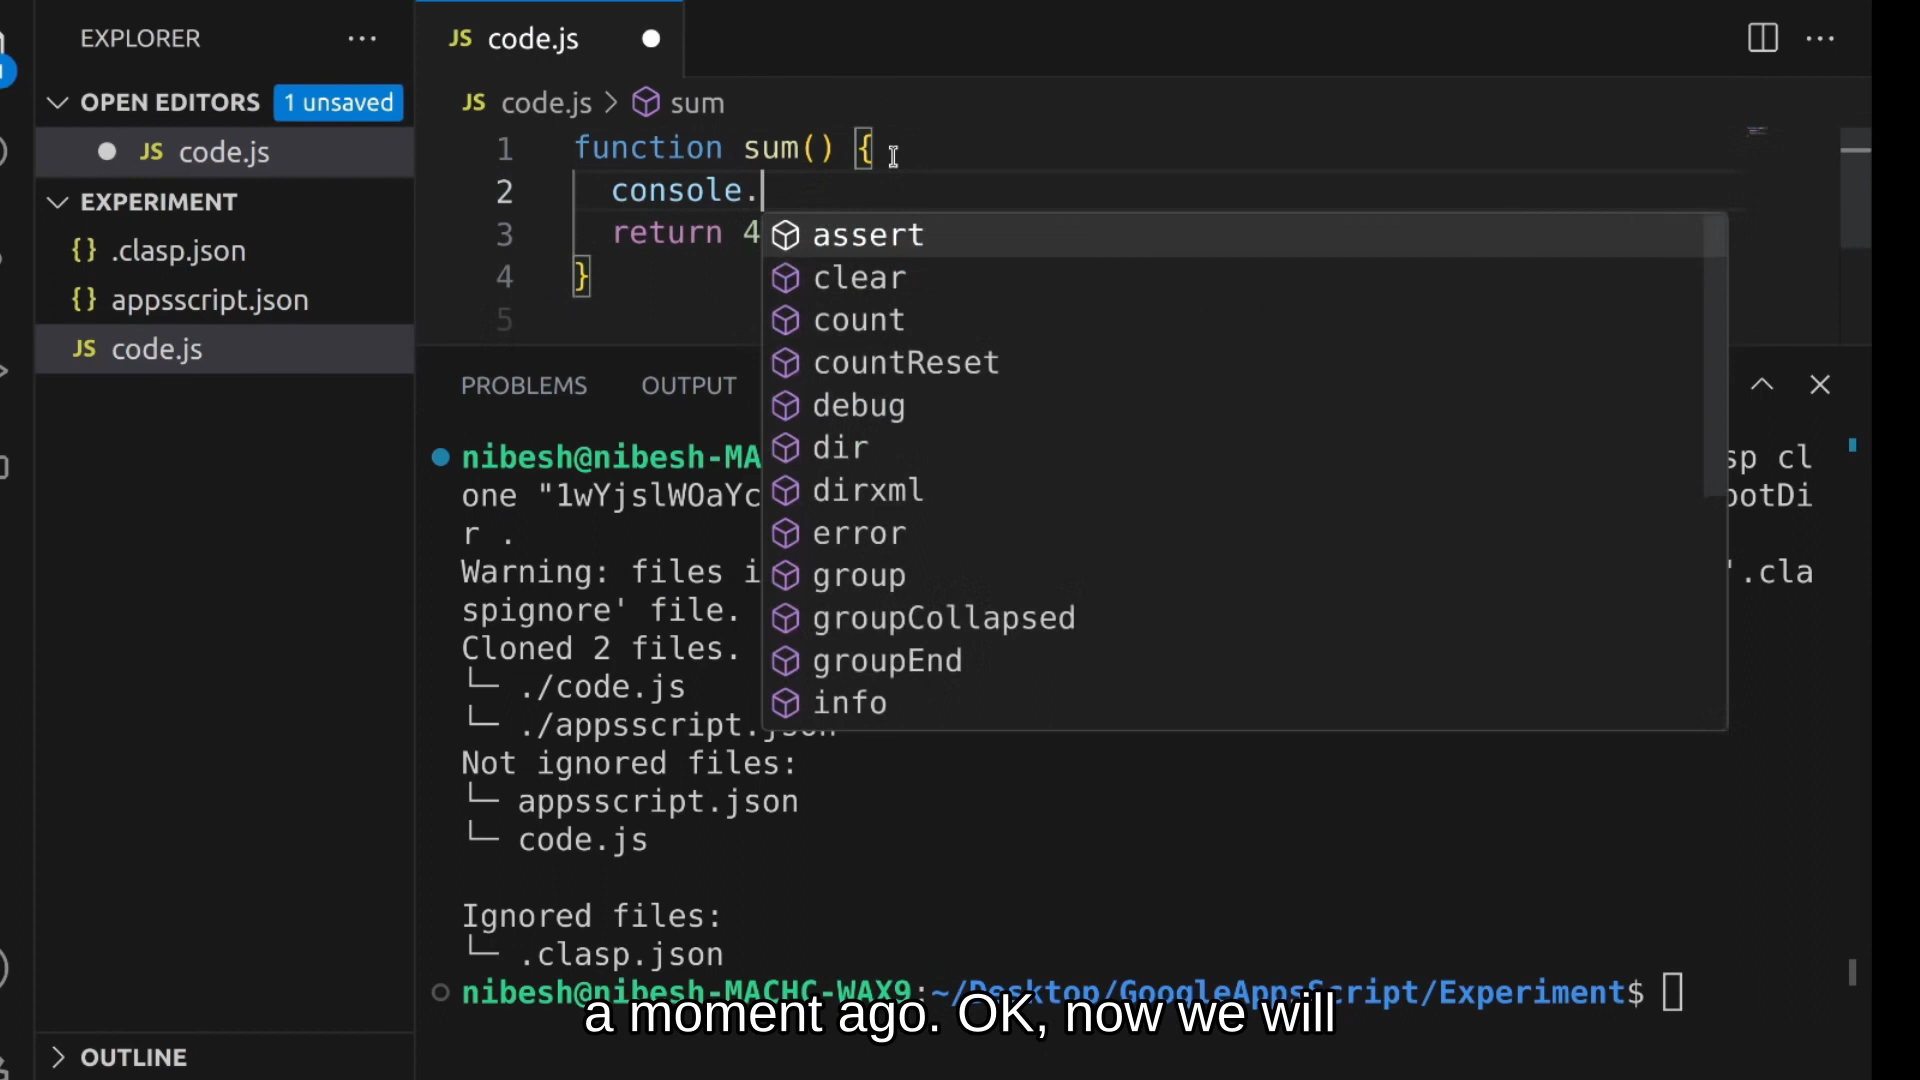 EXPLORER
OPEN EDITORS
1 unsaved
JS code.js
EXPERIMENT
{} .clasp.json
{} appsscript.json
JS code.js
OUTLINE
JS code.js
JS code.js > sum
1 function sum() {
2 console.
3 return 4
4 }
5
assert
clear
count
countReset
debug
dir
dirxml
error
group
groupCollapsed
groupEnd
info
PROBLEMS OUTPUT
nibesh@nibesh-MA sp cl
one "1wYjslWOaYc ootDi
r .
Warning: files i '.cla
spignore' file.
Cloned 2 files.
└─ ./code.js
└─ ./appsscript.json
Not ignored files:
└─ appsscript.json
└─ code.js
Ignored files:
└─ .clasp.json
nibesh@nibesh-MACHC-WAX9:~/Desktop/GoogleAppsScript/Experiment$
a moment ago. OK, now we will